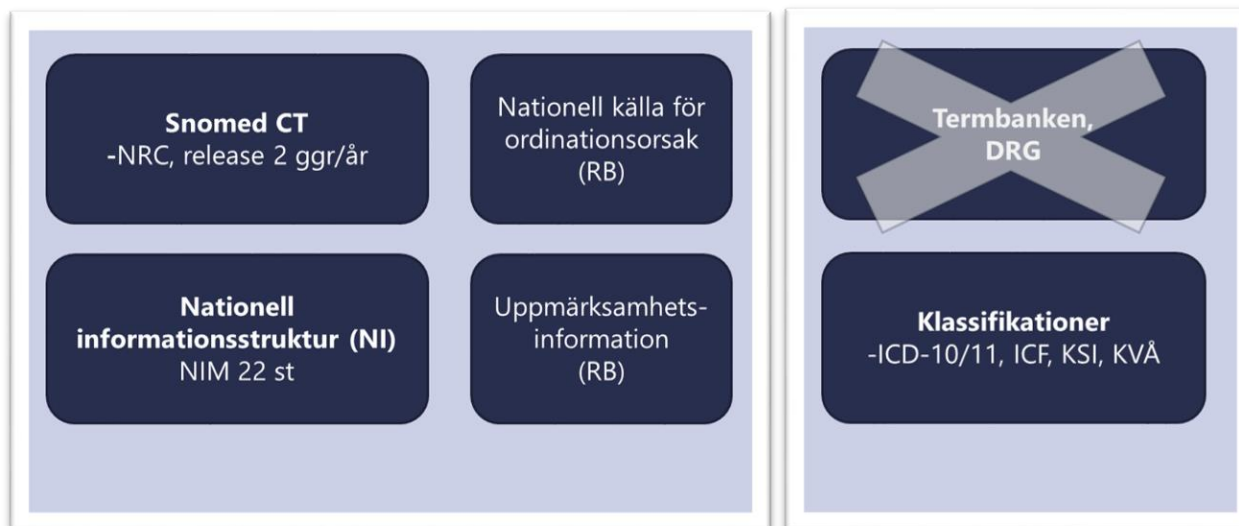 Snomed CT
-NRC, release 2 ggr/år
Nationell källa för
ordinationsorsak
(RB)
Nationell
informationsstruktur (NI)
NIM 22 st
Uppmärksamhets-
information
(RB)
Termbanken,
DRG
Klassifikationer
-ICD-10/11, ICF, KSI, KVÅ